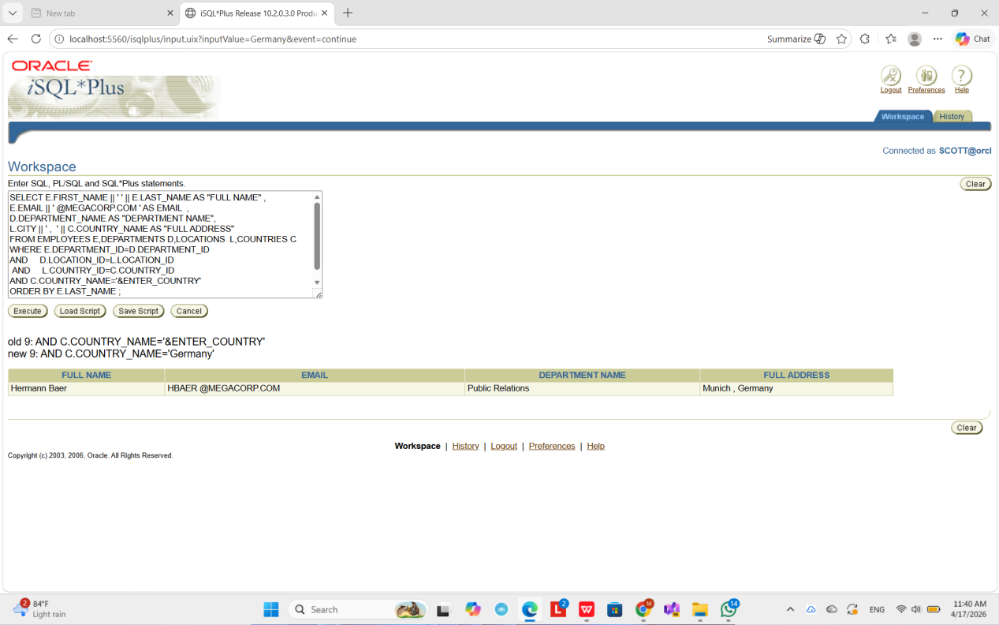 New tab
iSQL*Plus Release 10.2.0.3.0 Produ
localhost:5560/isqlplus/input.uix?inputValue=Germany&event=continue
Summarize
Chat
ORACLE
iSQL*Plus
Logout Preferences Help
Workspace History
Connected as SCOTT@orcl
Workspace
Enter SQL, PL/SQL and SQL*Plus statements.
Clear
SELECT E.FIRST_NAME || ' ' || E.LAST_NAME AS "FULL NAME" ,
E.EMAIL || ' @MEGACORP.COM ' AS EMAIL ,
D.DEPARTMENT_NAME AS "DEPARTMENT NAME",
L.CITY || ' , ' || C.COUNTRY_NAME AS "FULL ADDRESS"
FROM EMPLOYEES E,DEPARTMENTS D,LOCATIONS L,COUNTRIES C
WHERE E.DEPARTMENT_ID=D.DEPARTMENT_ID
AND D.LOCATION_ID=L.LOCATION_ID
AND L.COUNTRY_ID=C.COUNTRY_ID
AND C.COUNTRY_NAME='&ENTER_COUNTRY'
ORDER BY E.LAST_NAME ;
Execute Load Script Save Script Cancel
old 9: AND C.COUNTRY_NAME='&ENTER_COUNTRY'
new 9: AND C.COUNTRY_NAME='Germany'
FULL NAME EMAIL DEPARTMENT NAME FULL ADDRESS
Hermann Baer HBAER @MEGACORP.COM Public Relations Munich , Germany
Clear
Workspace | History | Logout | Preferences | Help
Copyright (c) 2003, 2006, Oracle. All Rights Reserved.
2
84°F
Light rain
Search
L 2
W
M
14
ENG
11:40 AM
4/17/2026